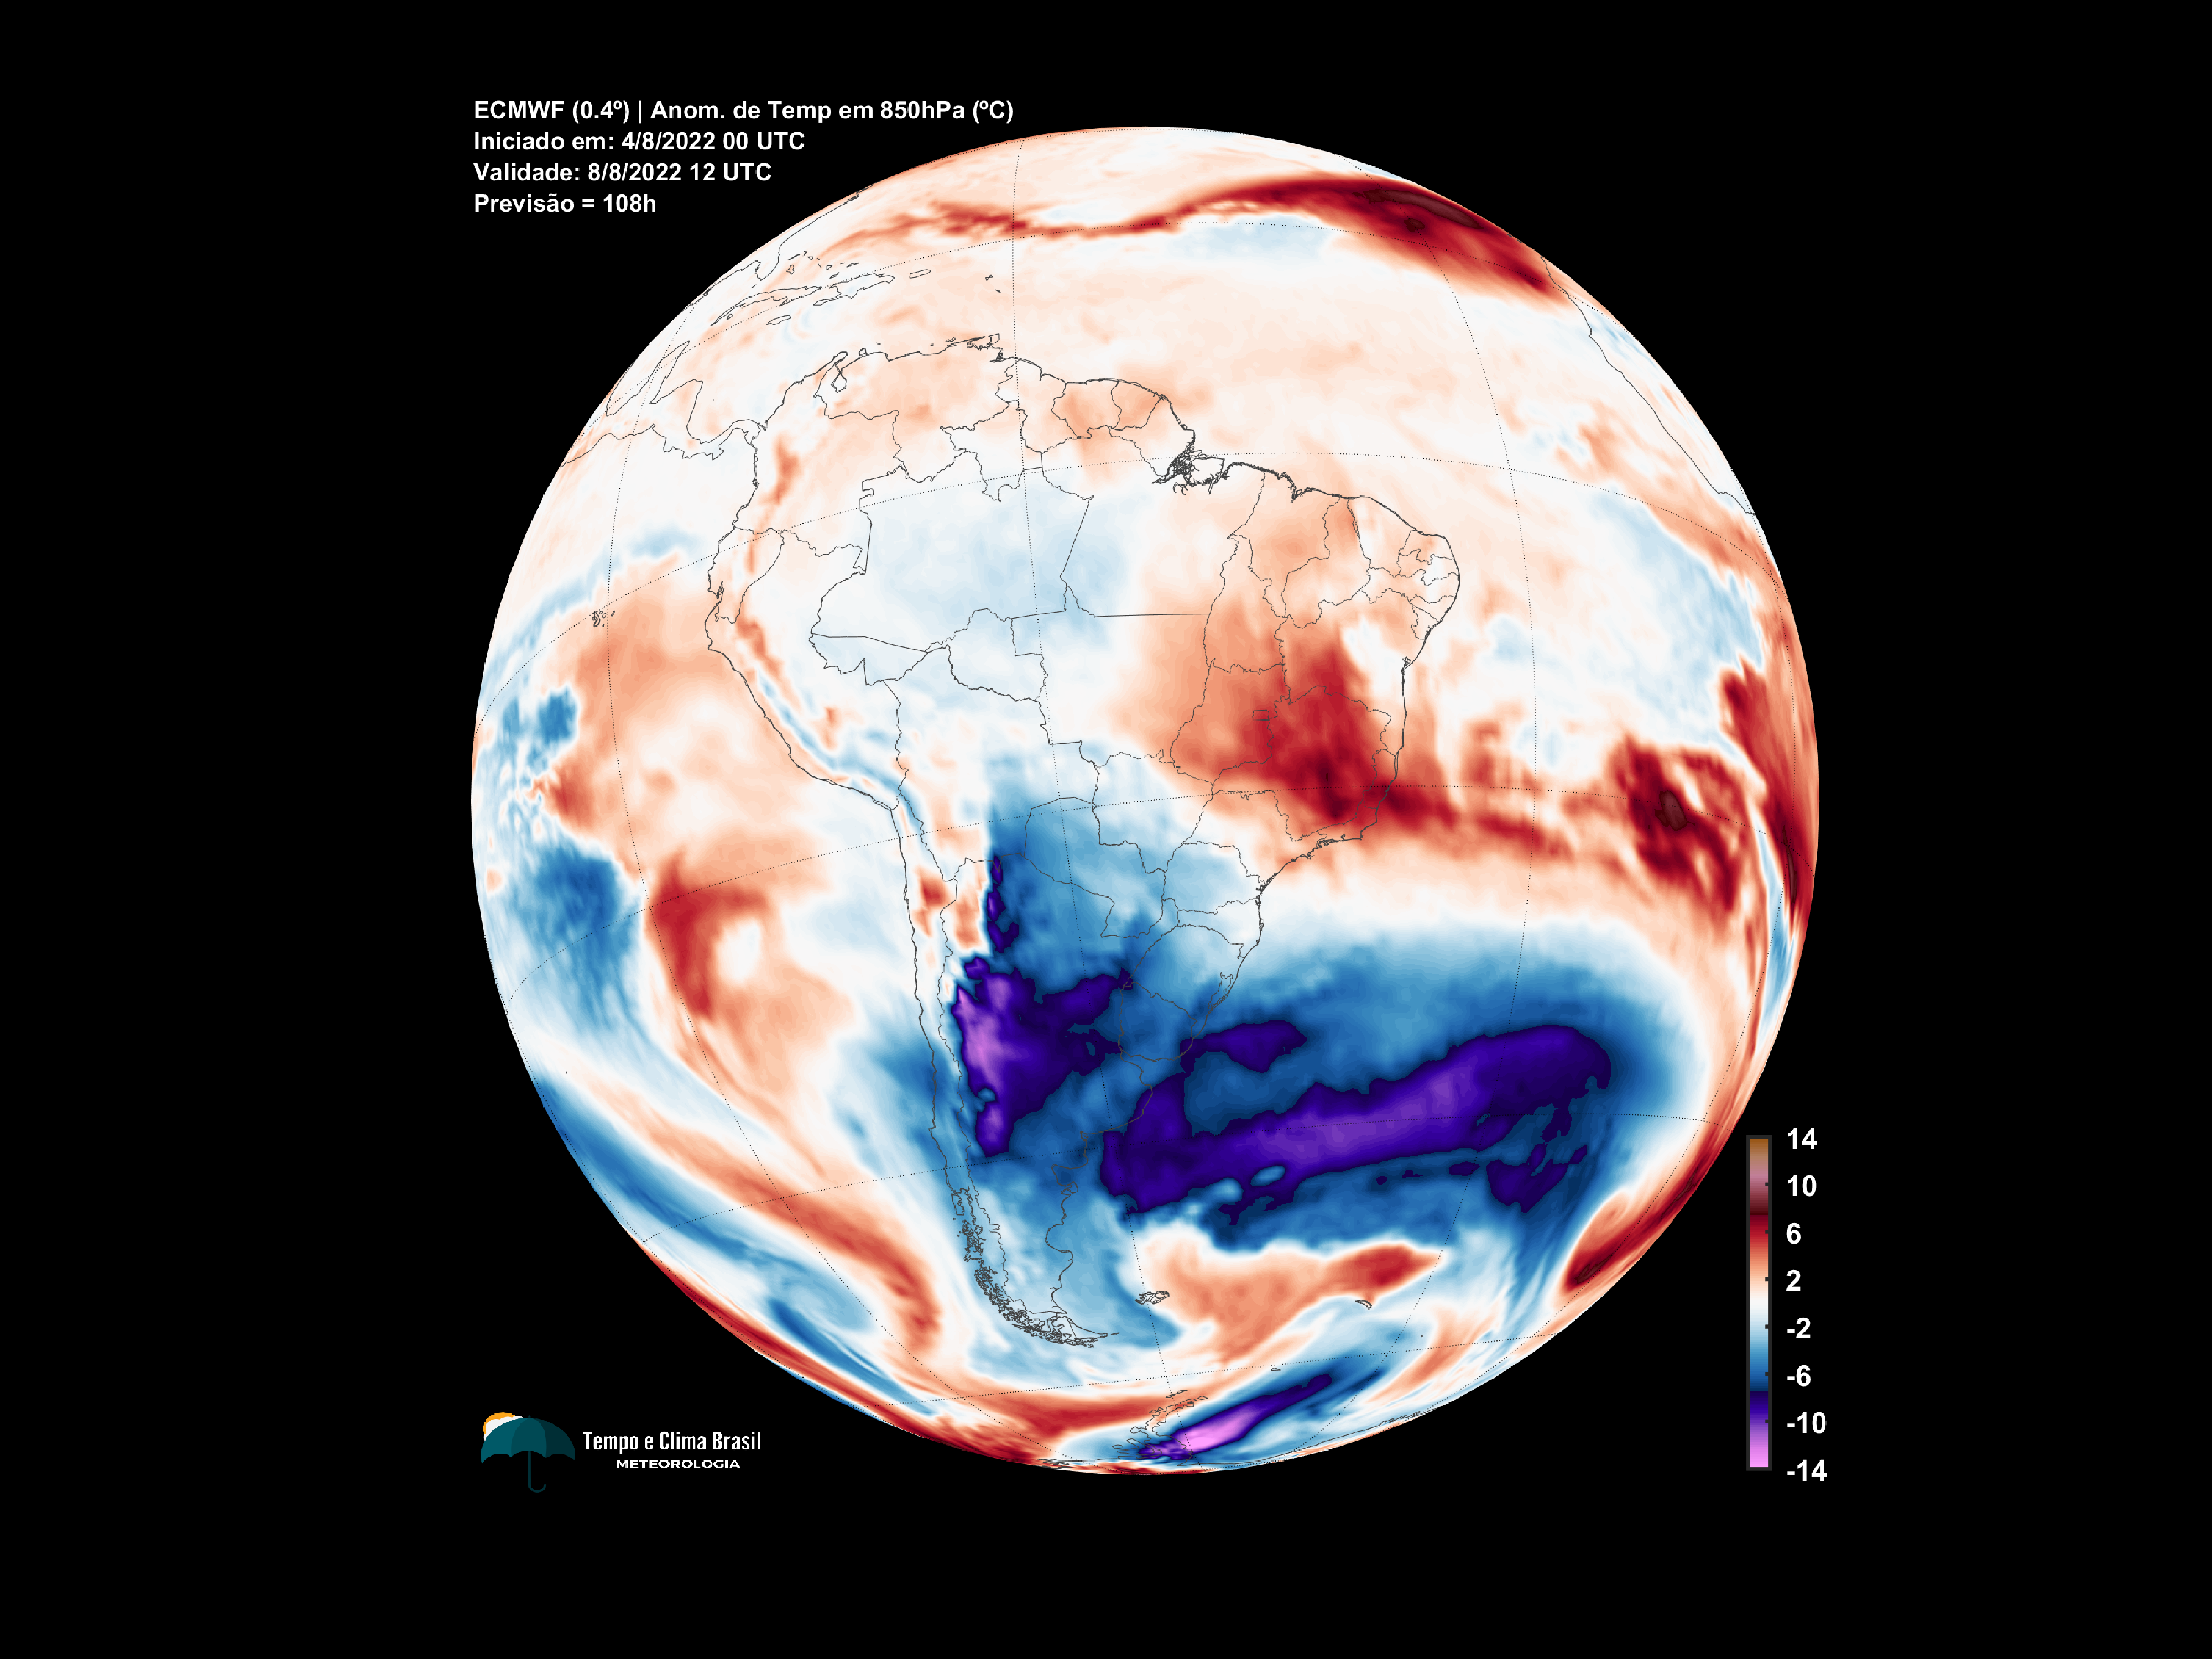 ECMWF (0.4º) | Anom. de Temp em 850hPa (ºC)
Iniciado em: 4/8/2022 00 UTC
Validade: 8/8/2022 12 UTC
Previsão = 108h
14
10
6
2
-2
-6
-10
-14
Tempo e Clima Brasil
METEOROLOGIA